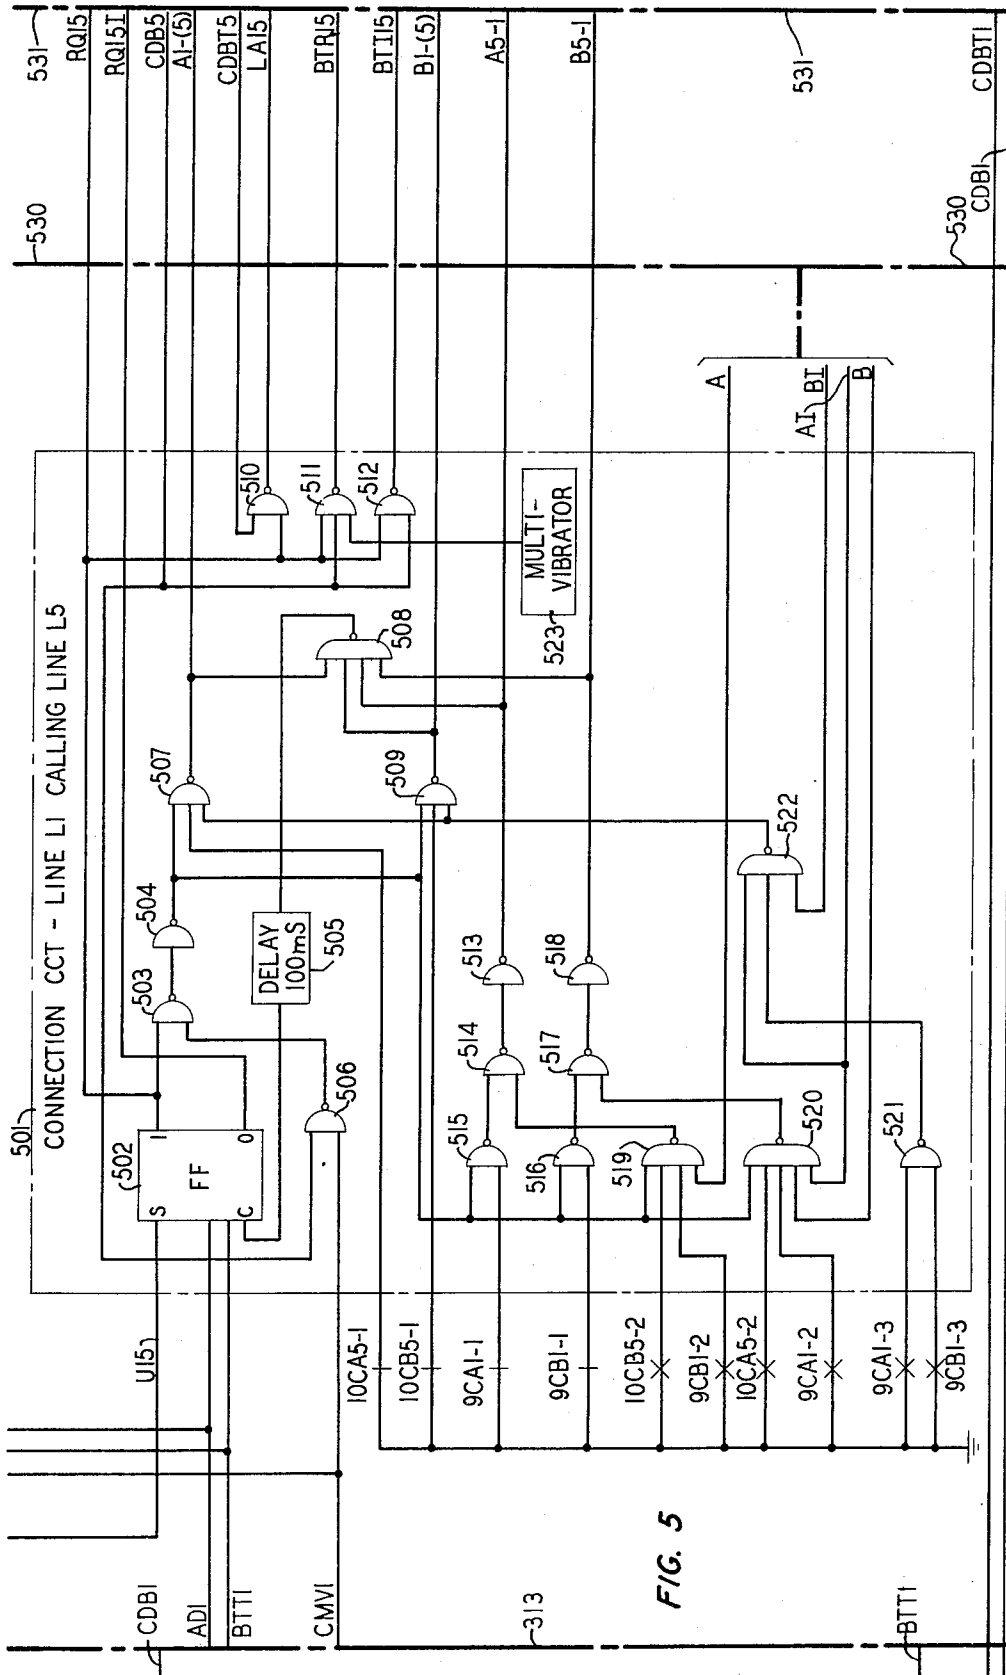 531
RQ15
RQ15I
CDB5
A1-(5)
CDBT5
LA15
BTR15
BTI15
B1-(5)
A5-1
B5-1
531
CDBT1
530
CDB1
530
501
CONNECTION CCT - LINE L1 CALLING LINE L5
502
S
1
FF
C
0
503
504
DELAY
100mS
505
506
507
508
509
510
511
512
MULTI-
VIBRATOR
523
513
514
515
516
517
518
519
520
521
522
A
AI
BI
B
U15
10CA5-1
10CB5-1
9CA1-1
9CB1-1
10CB5-2
9CB1-2
10CA5-2
9CA1-2
9CA1-3
9CB1-3
CDB1
AD1
BTT1
CMV1
313
BTT1
FIG. 5